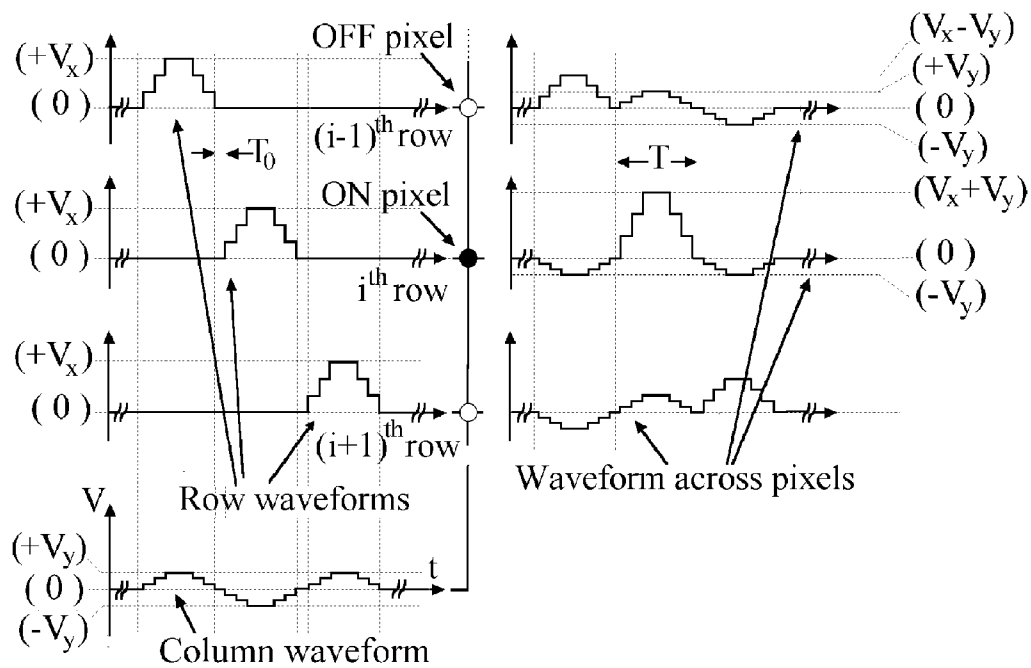 OFF pixel
(+Vx)
(0)
(i-1)th row
(Vx-Vy)
(+Vy)
(0)
(-Vy)
T0
T
ON pixel
(+Vx)
(0)
ith row
(Vx+Vy)
(0)
(-Vy)
(+Vx)
(0)
(i+1)th row
Row waveforms
Waveform across pixels
V
(+Vy)
(0)
(-Vy)
t
Column waveform